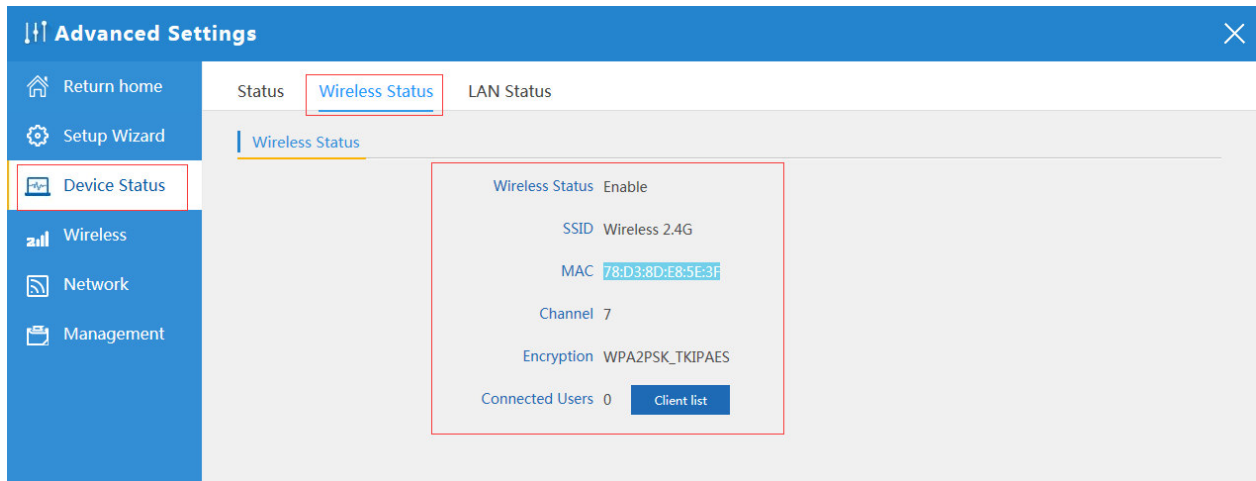 Advanced Settings
Return home
Setup Wizard
Device Status
Wireless
Network
Management
Status Wireless Status LAN Status
Wireless Status
Wireless Status Enable
SSID Wireless 2.4G
MAC 78:D3:8D:E8:5E:3F
Channel 7
Encryption WPA2PSK_TKIPAES
Connected Users 0 Client list